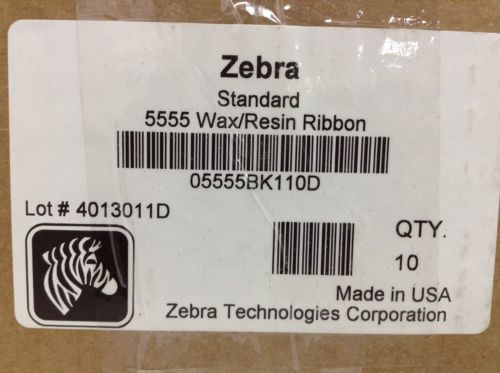 Zebra
Standard
5555 Wax/Resin Ribbon
05555BK110D
Lot # 4013011D
QTY.
10
Made in USA
Zebra Technologies Corporation